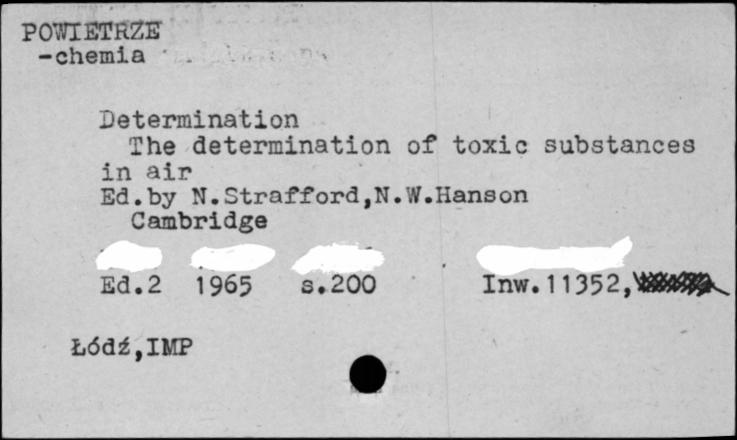 POWIETRZE
-chemia
Determination
The determination of toxic substances
in air
Ed.by N.Strafford,N.W.Hanson
Cambridge
Ed.2 1965 s.200 Inw.11352,
Łódź,IMP